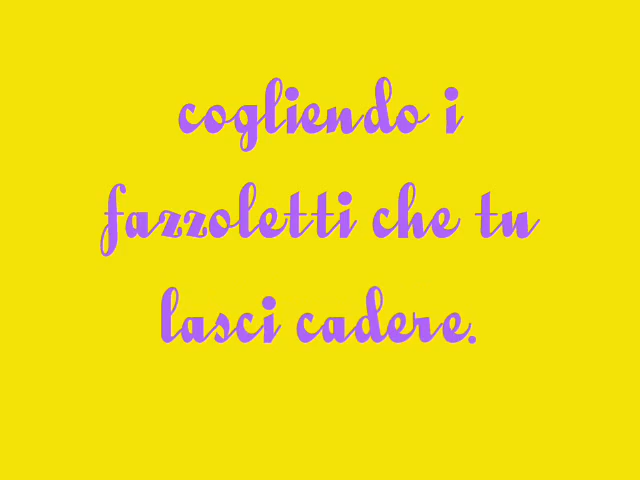 cogliendo i
fazzoletti che tu
lasci cadere.